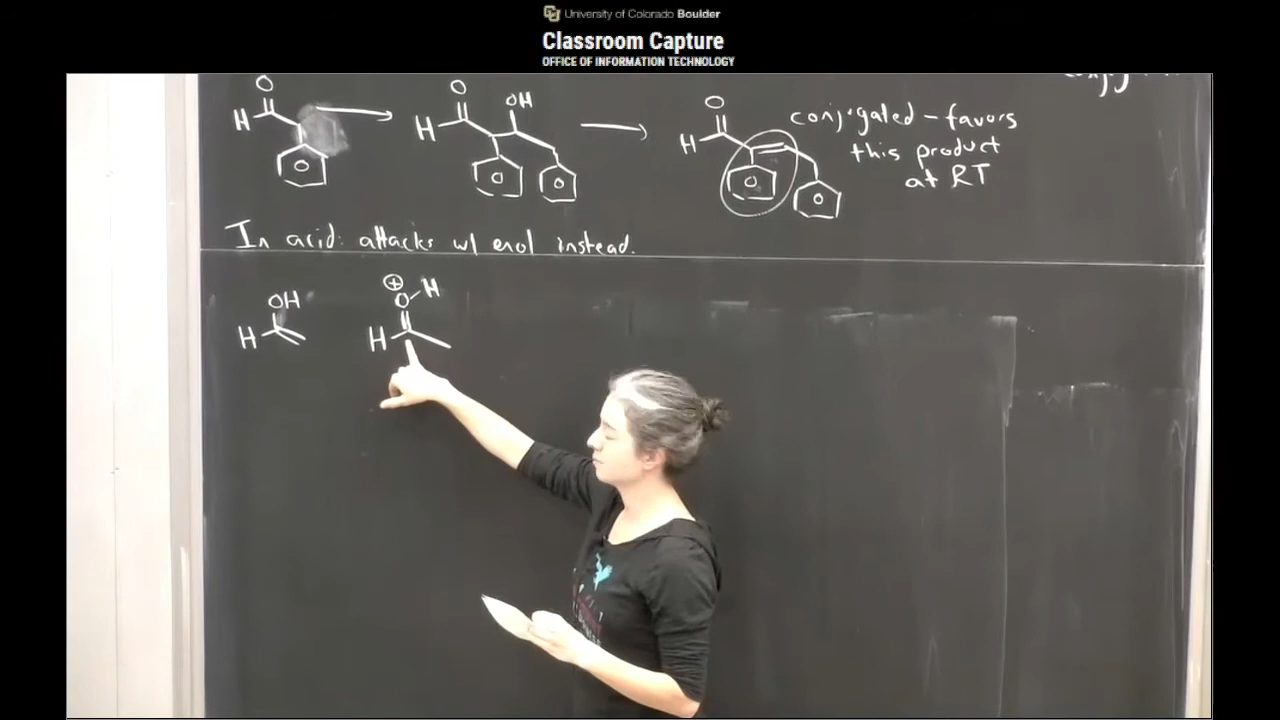 University of Colorado Boulder
Classroom Capture
OFFICE OF INFORMATION TECHNOLOGY
O
H
O
OH
H
O
H
conjugated - favors
this product
at RT
In acid: attacks w/ enol instead.
OH
H
⊕
O-H
H